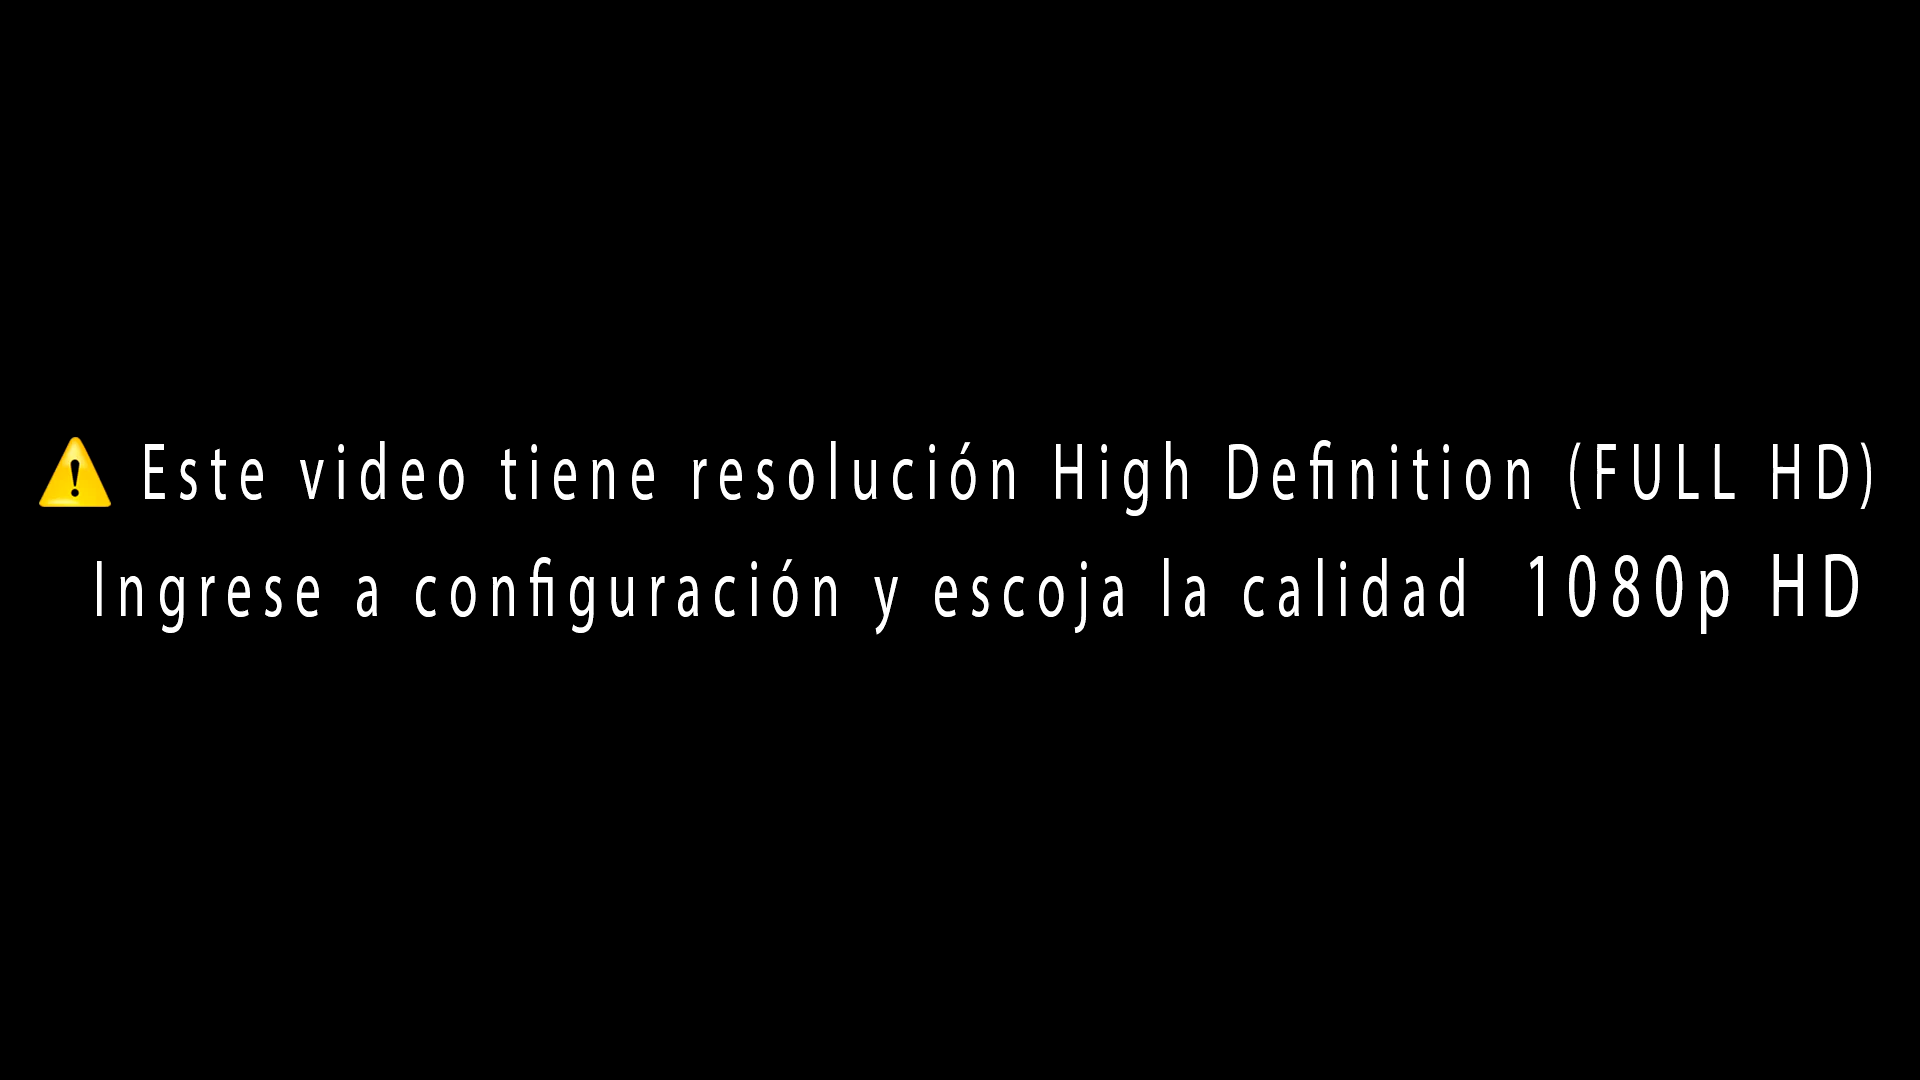 Este video tiene resolución High Definition (FULL HD)
Ingrese a configuración y escoja la calidad 1080p HD